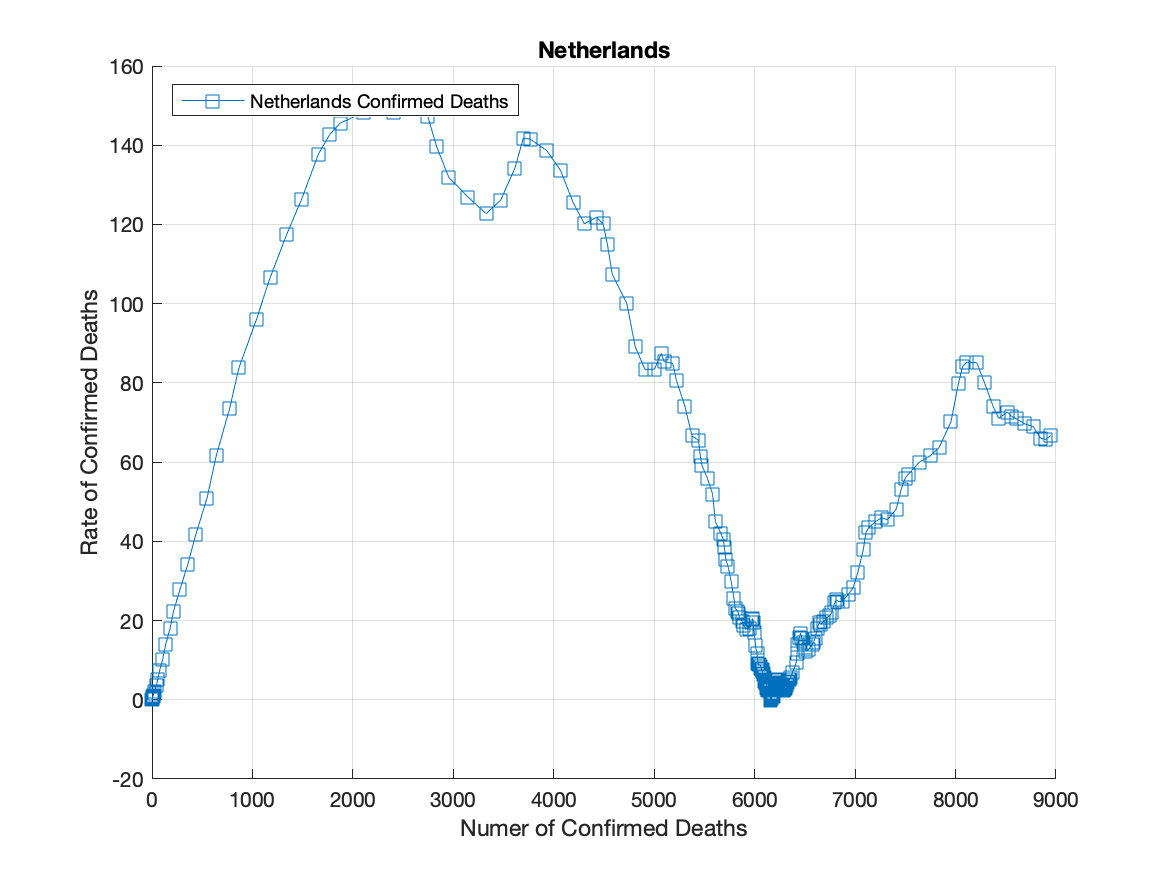 Netherlands
160
Netherlands Confirmed Deaths
140
120
100
80
60
40
20
0
-20
Rate of Confirmed Deaths
0 1000 2000 3000 4000 5000 6000 7000 8000 9000
Numer of Confirmed Deaths